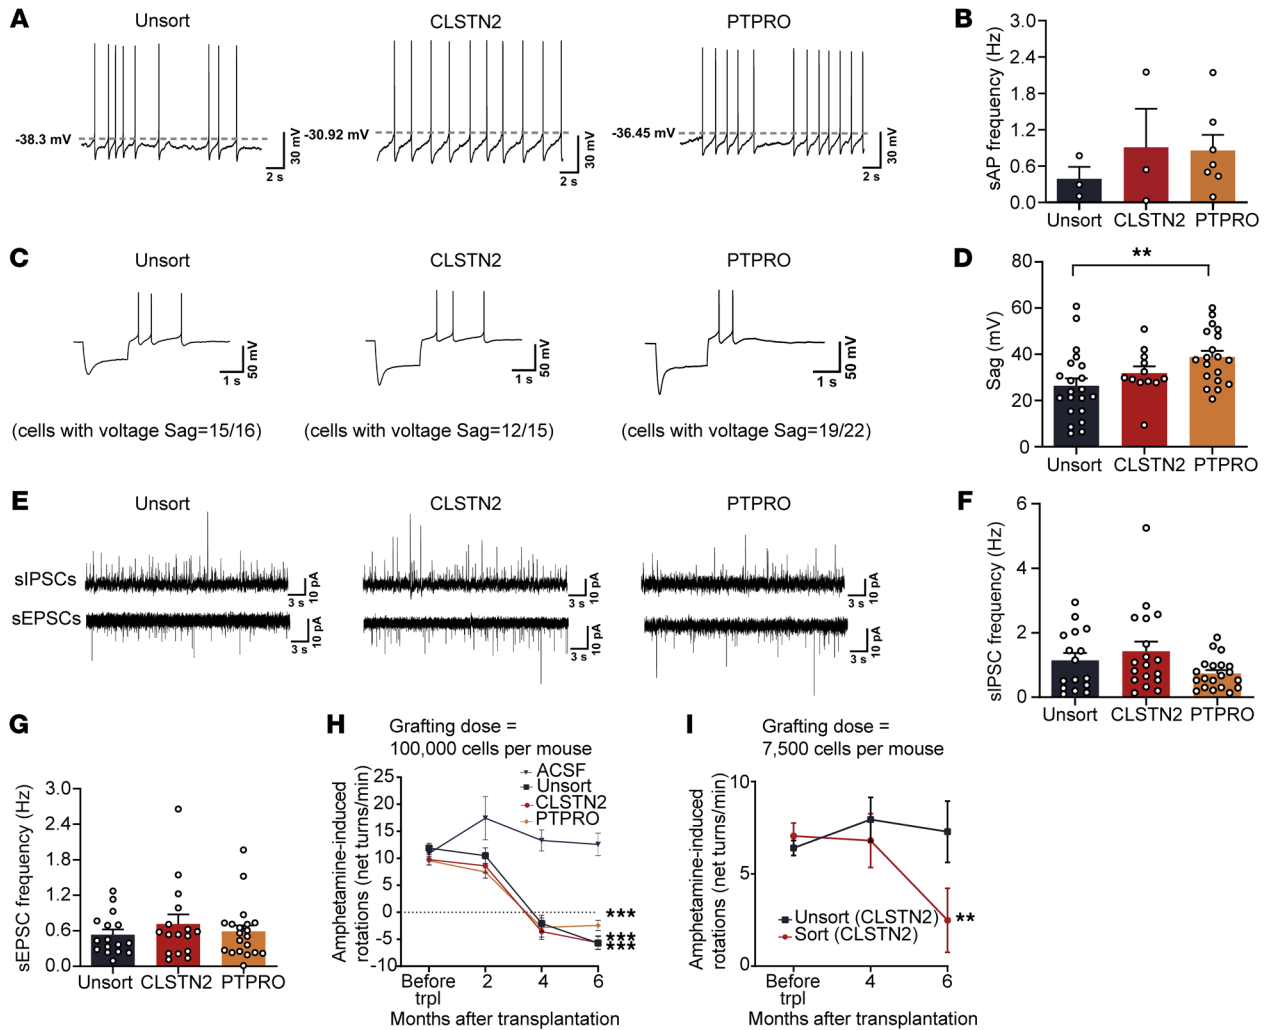 A
Unsort
CLSTN2
PTPRO
-38.3 mV
30 mV
2 s
-30.92 mV
30 mV
2 s
-36.45 mV
30 mV
2 s
B
sAP frequency (Hz)
3.0
2.4
1.8
1.2
0.6
0.0
Unsort CLSTN2 PTPRO
C
Unsort
CLSTN2
PTPRO
50 mV
1 s
50 mV
1 s
50 mV
1 s
(cells with voltage Sag=15/16)
(cells with voltage Sag=12/15)
(cells with voltage Sag=19/22)
D
Sag (mV)
80
60
40
20
0
**
Unsort CLSTN2 PTPRO
E
Unsort
CLSTN2
PTPRO
sIPSCs
3 s 10 pA
3 s 10 pA
3 s 10 pA
sEPSCs
3 s 10 pA
3 s 10 pA
3 s 10 pA
F
sIPSC frequency (Hz)
6
4
2
0
Unsort CLSTN2 PTPRO
G
sEPSC frequency (Hz)
3.0
2.4
1.8
1.2
0.6
0.0
Unsort CLSTN2 PTPRO
H
Grafting dose =
100,000 cells per mouse
Amphetamine-induced
rotations (net turns/min)
25
20
15
10
5
0
-5
-10
ACSF
Unsort
CLSTN2
PTPRO
***
***
***
Before 2 4 6
trpl
Months after transplantation
I
Grafting dose =
7,500 cells per mouse
Amphetamine-induced
rotations (net turns/min)
10
5
0
Unsort (CLSTN2)
Sort (CLSTN2)
**
Before 4 6
trpl
Months after transplantation